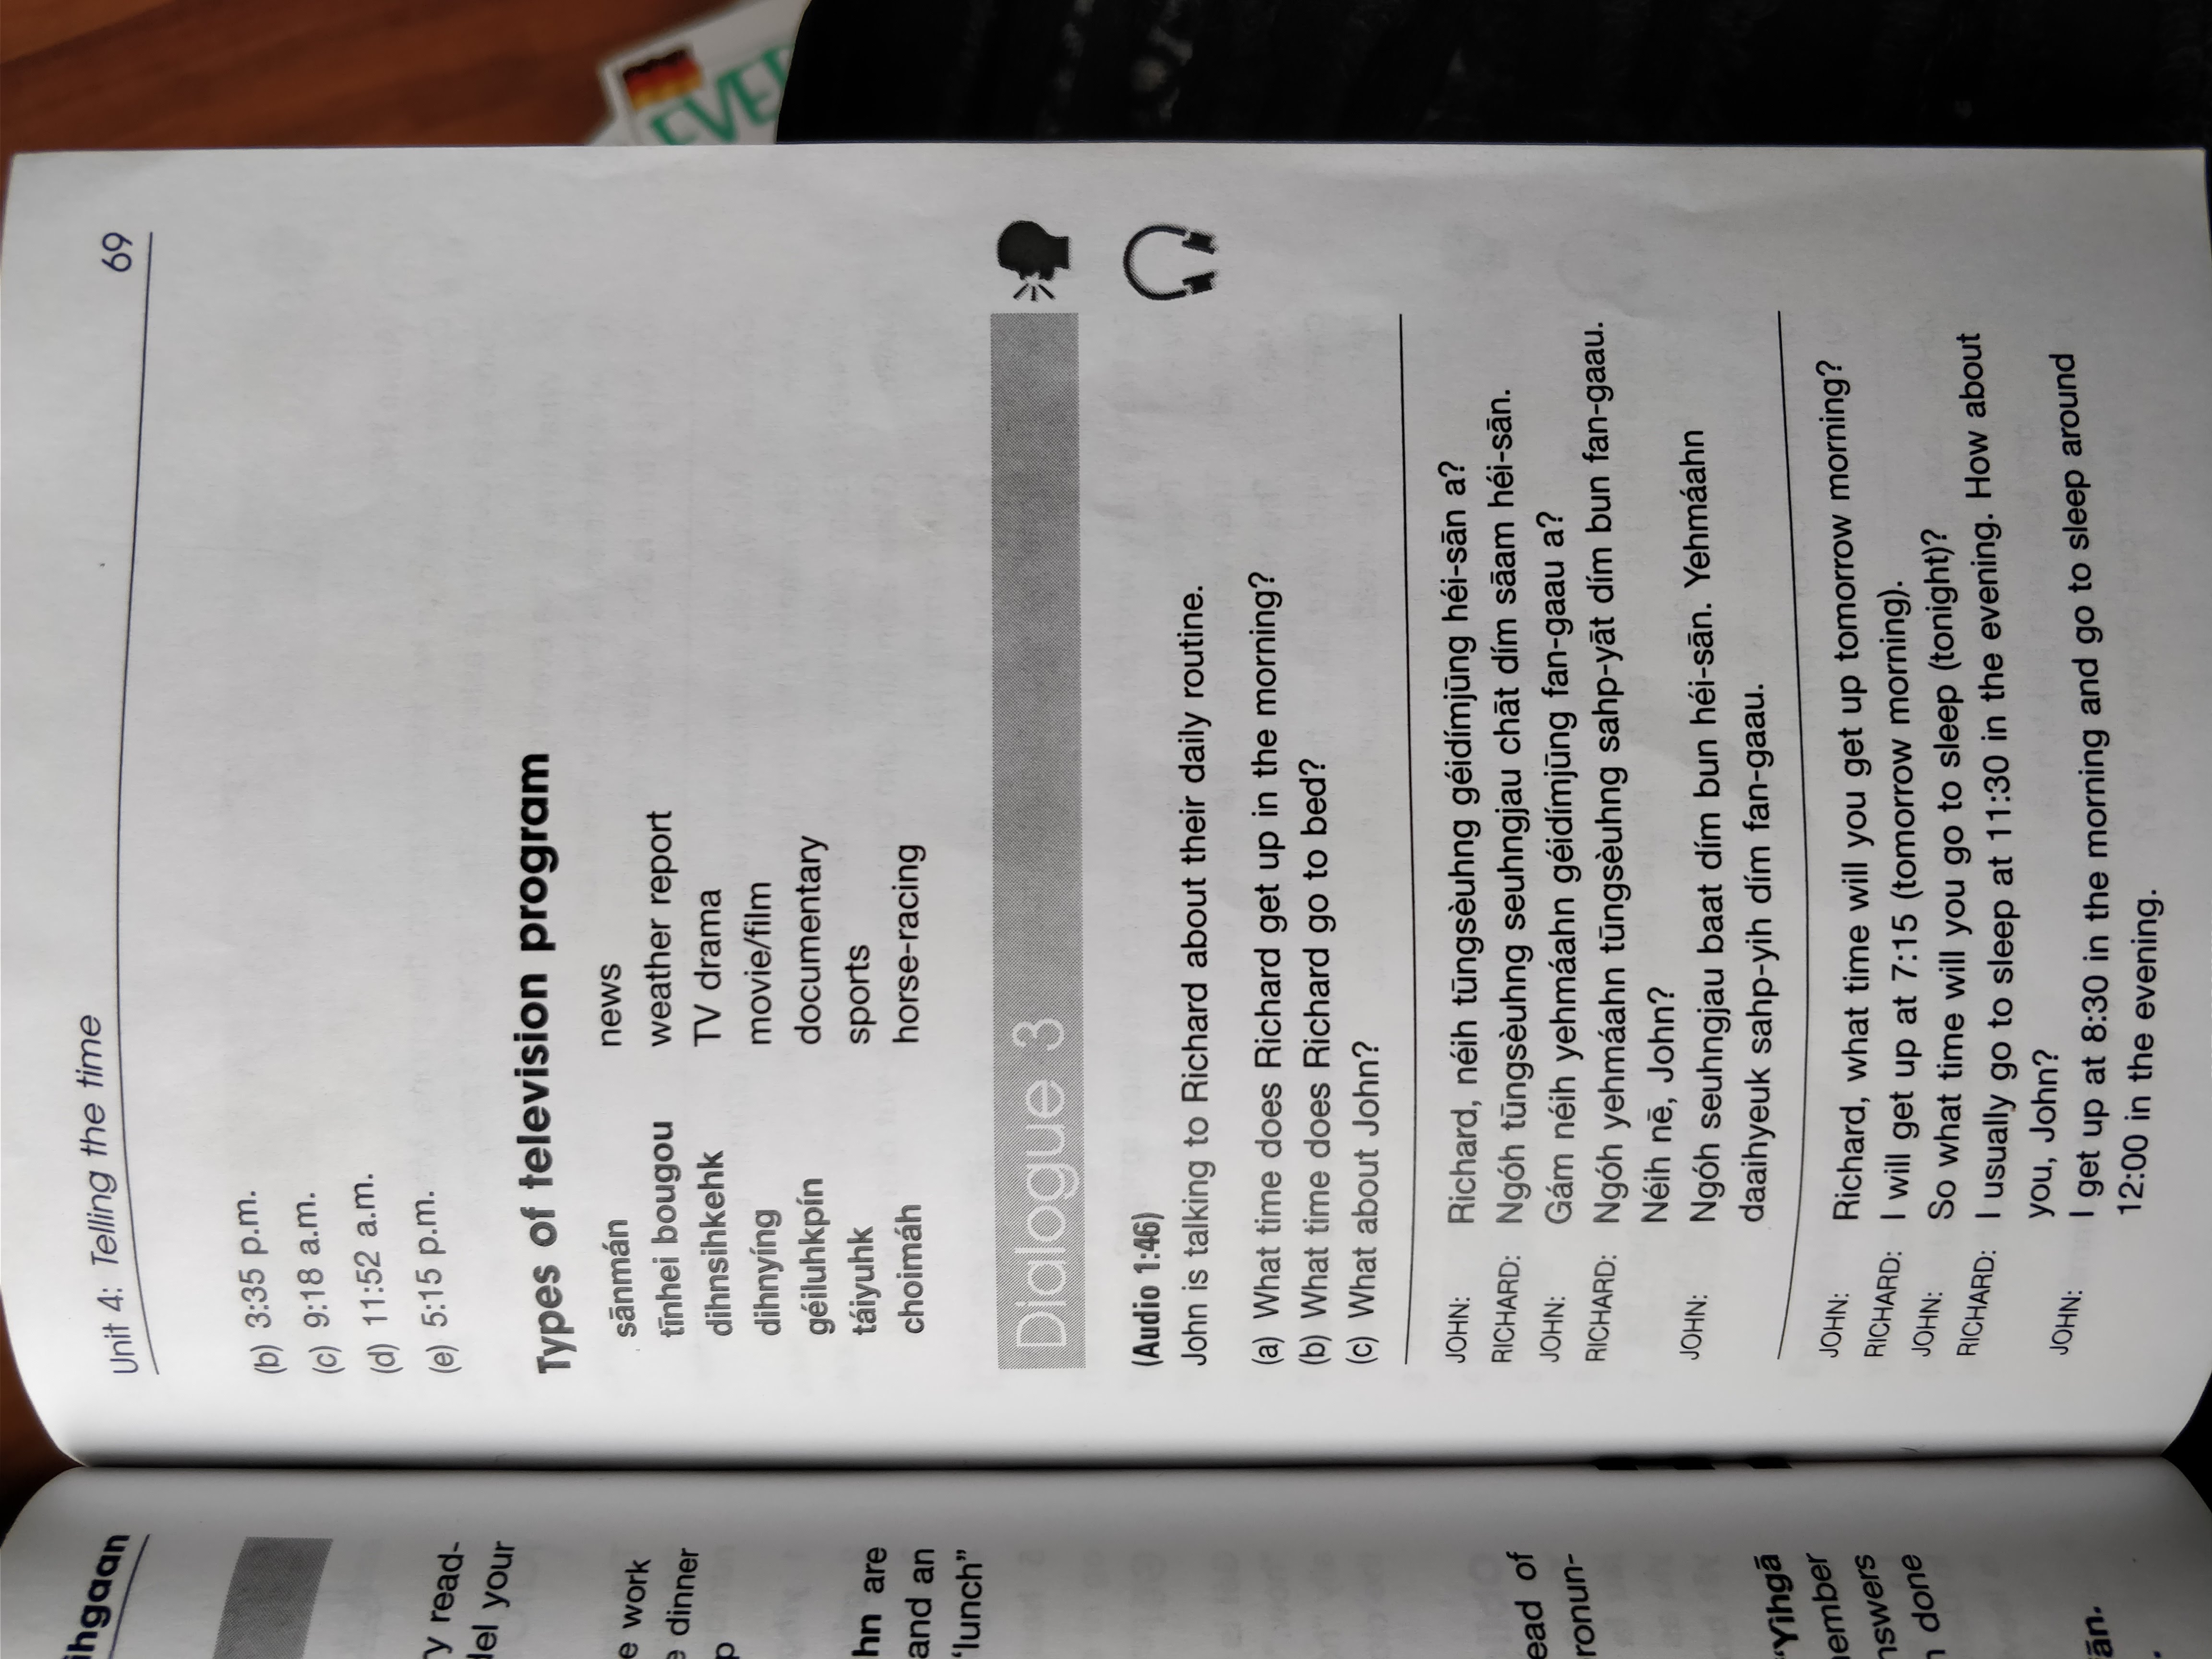 Unit 4: Telling the time 69
(b) 3:35 p.m.
(c) 9:18 a.m.
(d) 11:52 a.m.
(e) 5:15 p.m.
Types of television program
sānmán news
tīnhei bougou weather report
dihnsihkehk TV drama
dihnyíng movie/film
géiluhkpín documentary
táiyuhk sports
choimáh horse-racing
Dialogue 3
(Audio 1:46)
John is talking to Richard about their daily routine.
(a) What time does Richard get up in the morning?
(b) What time does Richard go to bed?
(c) What about John?
JOHN: Richard, néih tūngsèuhng géidímjūng héi-sān a?
RICHARD: Ngóh tūngsèuhng seuhngjau chāt dím sāam héi-sān.
JOHN: Gám néih yehmáahn géidímjūng fan-gaau a?
RICHARD: Ngóh yehmáahn tūngsèuhng sahp-yāt dím bun fan-gaau.
Néih nē, John?
JOHN: Ngóh seuhngjau baat dím bun héi-sān. Yehmáahn
daaihyeuk sahp-yih dím fan-gaau.
JOHN: Richard, what time will you get up tomorrow morning?
RICHARD: I will get up at 7:15 (tomorrow morning).
JOHN: So what time will you go to sleep (tonight)?
RICHARD: I usually go to sleep at 11:30 in the evening. How about
you, John?
JOHN: I get up at 8:30 in the morning and go to sleep around
12:00 in the evening.
ihgaan
y read-
del your
e work
e dinner
p
hn are
and an
"lunch"
ead of
ronun-
"Yihgā
ember
nswers
n done
ān.
EVER